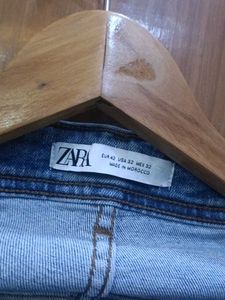 ZARA
EUR 42 USA 32 MEX 32
MADE IN MOROCCO